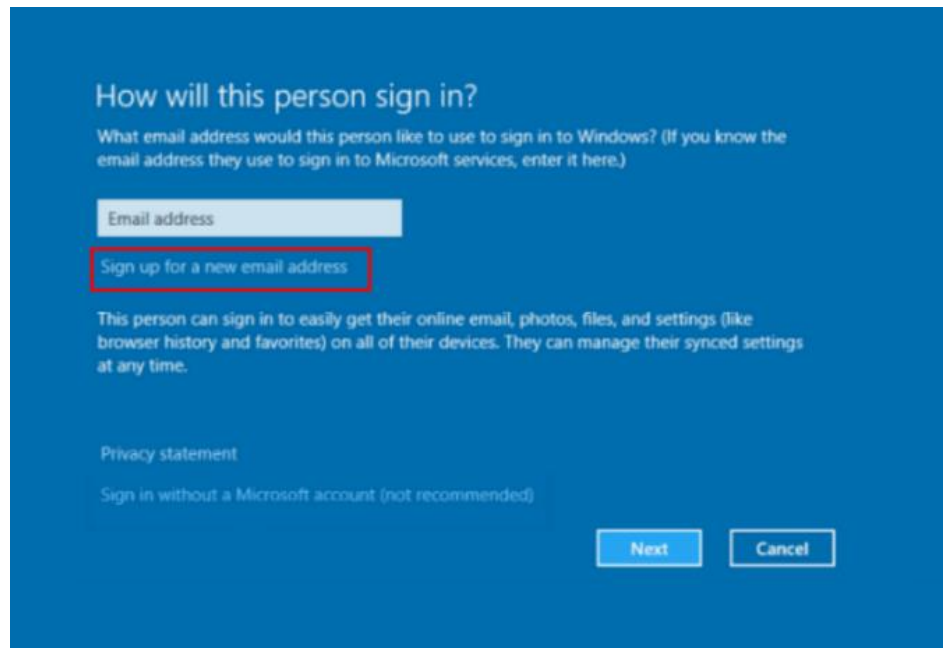 How will this person sign in?
What email address would this person like to use to sign in to Windows? (If you know the
email address they use to sign in to Microsoft services, enter it here.)
Email address
Sign up for a new email address
This person can sign in to easily get their online email, photos, files, and settings (like
browser history and favorites) on all of their devices. They can manage their synced settings
at any time.
Privacy statement
Sign in without a Microsoft account (not recommended)
Next Cancel